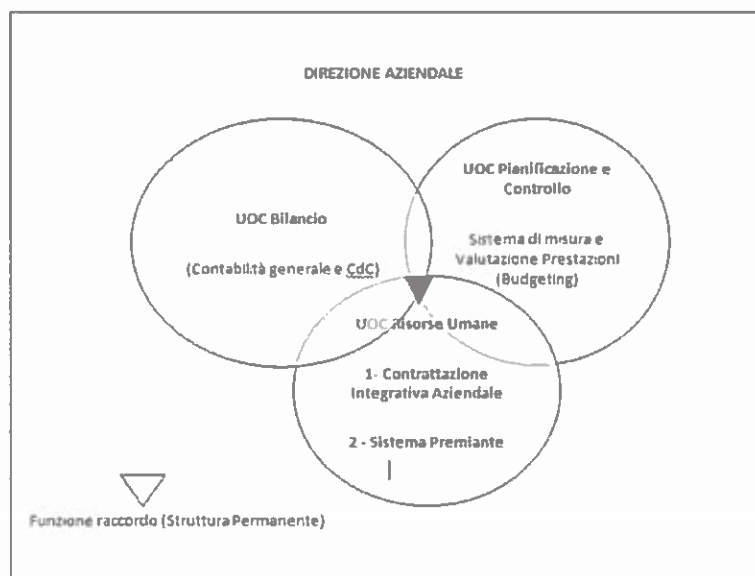 DIREZIONE AZIENDALE
UOC Bilancio
(Contabilità generale e CdC)
UOC Pianificazione e
Controllo
Sistema di misura e
Valutazione Prestazioni
(Budgeting)
UOC Risorse Umane
1- Contrattazione
Integrativa Aziendale
2 - Sistema Premiante
Funzione raccordo (Struttura Permanente)